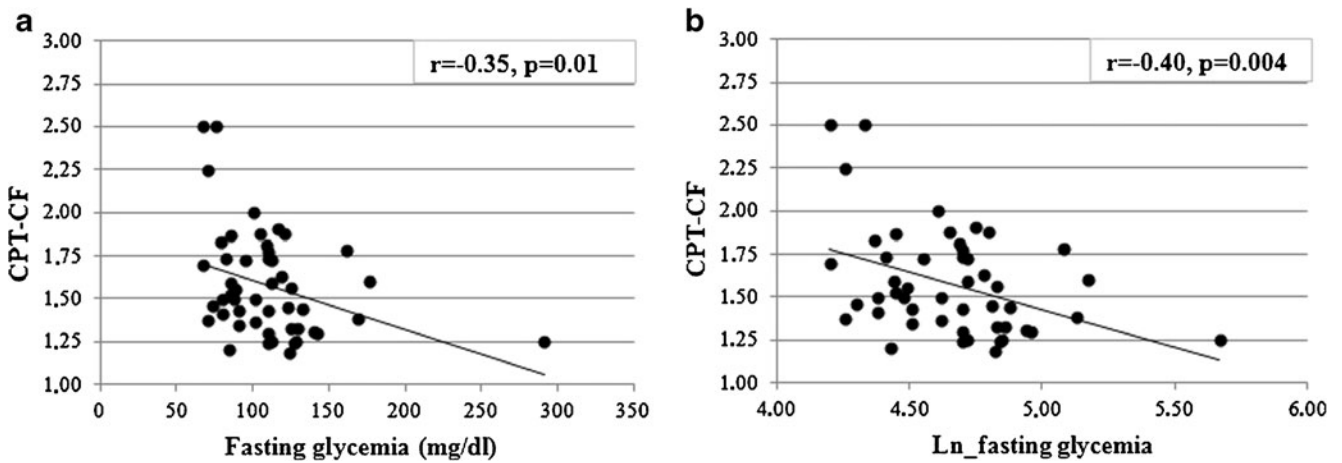 a
CPT-CF
3.00
2.75
2.50
2.25
2.00
1.75
1.50
1.25
1.00
r=-0.35, p=0.01
0 50 100 150 200 250 300 350
Fasting glycemia (mg/dl)
b
CPT-CF
3.00
2.75
2.50
2.25
2.00
1.75
1.50
1.25
1.00
r=-0.40, p=0.004
4.00 4.50 5.00 5.50 6.00
Ln_fasting glycemia